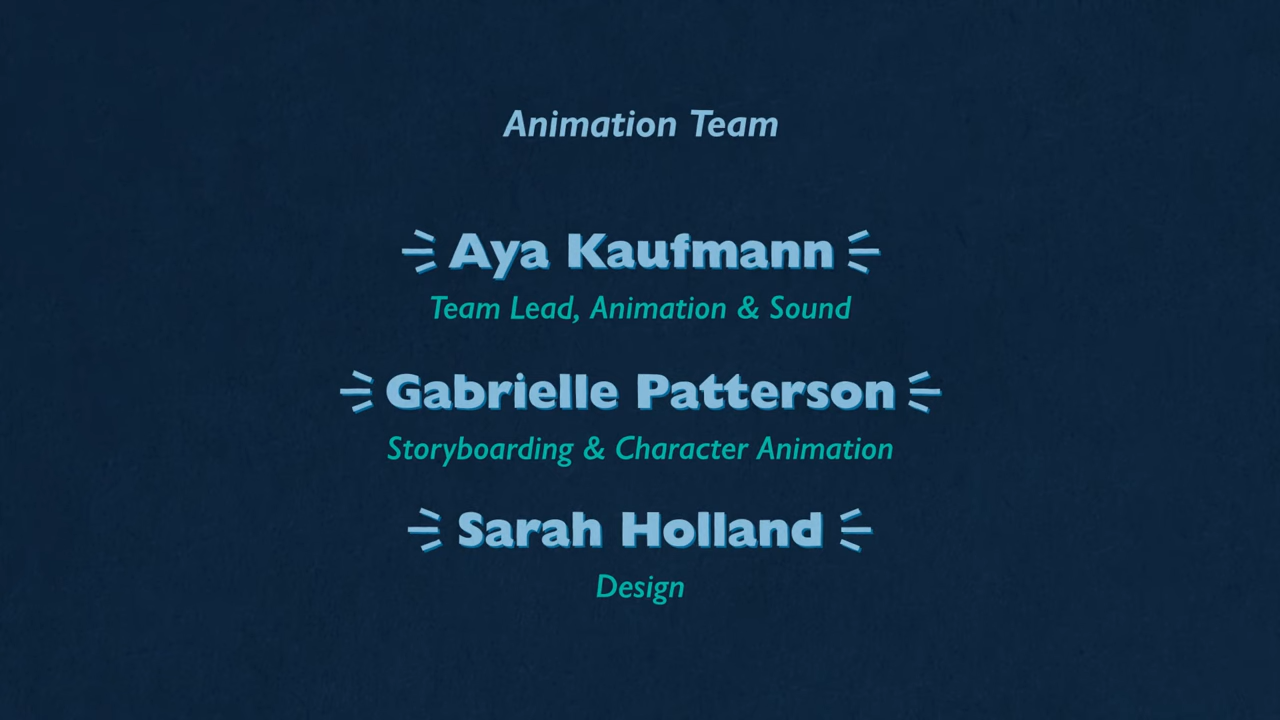 Animation Team
Aya Kaufmann
Team Lead, Animation & Sound
Gabrielle Patterson
Storyboarding & Character Animation
Sarah Holland
Design